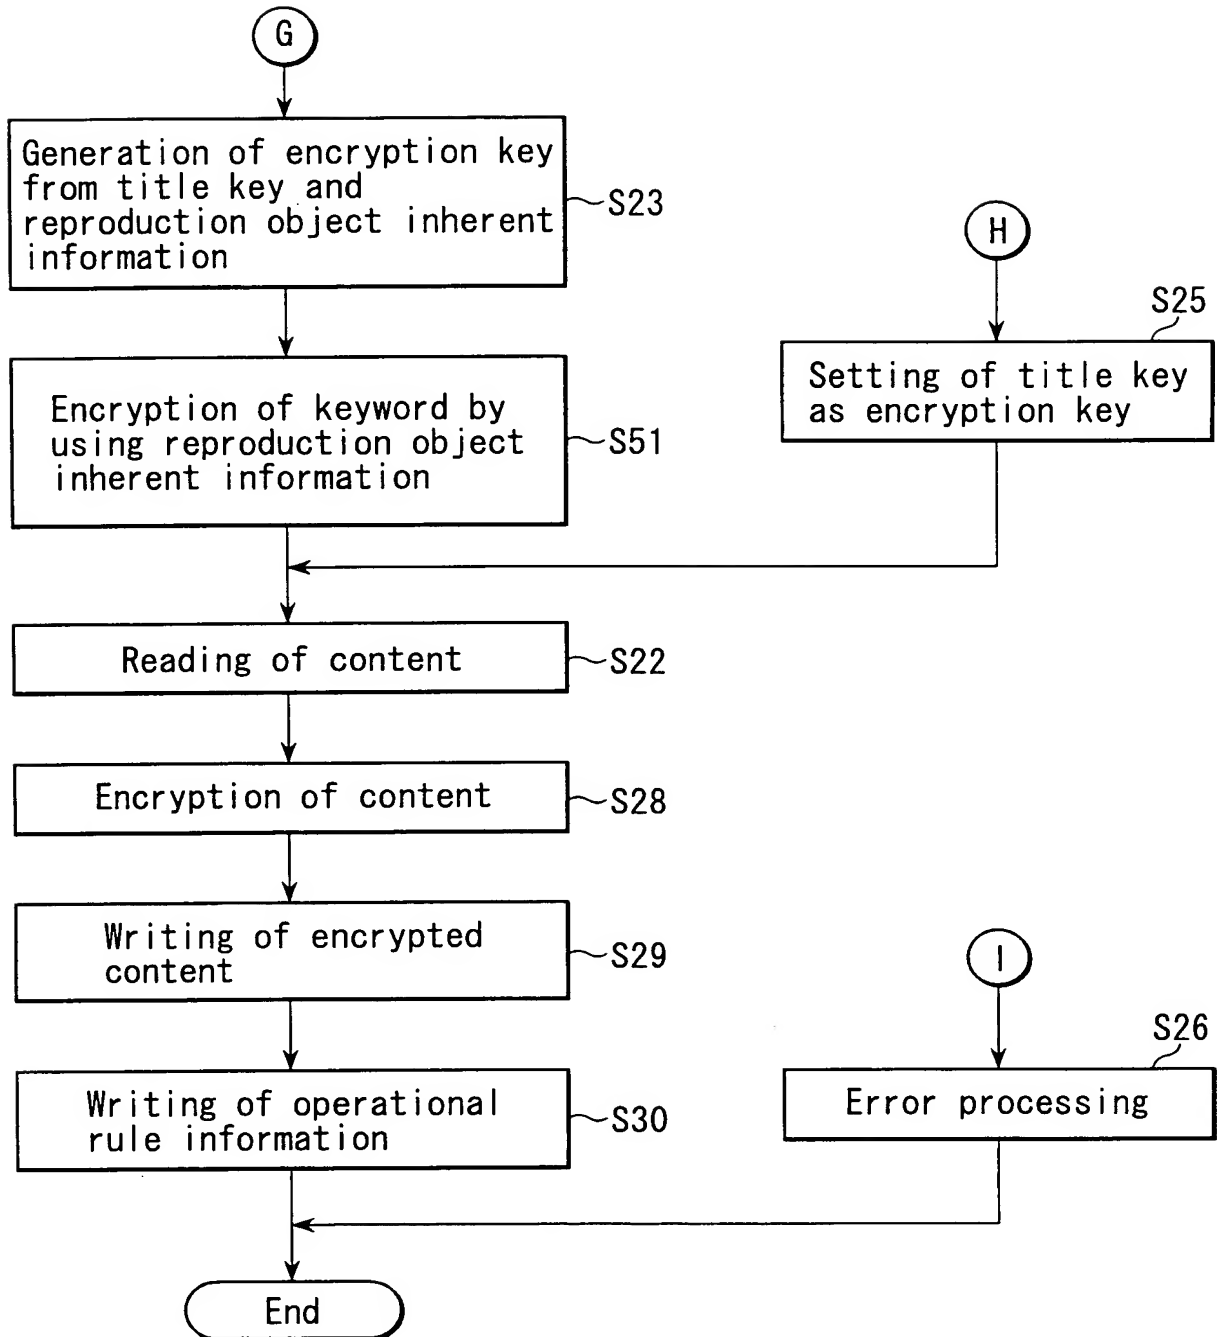 G
Generation of encryption key
from title key and
reproduction object inherent
information
S23
H
S25
Setting of title key
as encryption key
Encryption of keyword by
using reproduction object
inherent information
S51
Reading of content
S22
Encryption of content
S28
Writing of encrypted
content
S29
I
S26
Error processing
Writing of operational
rule information
S30
End